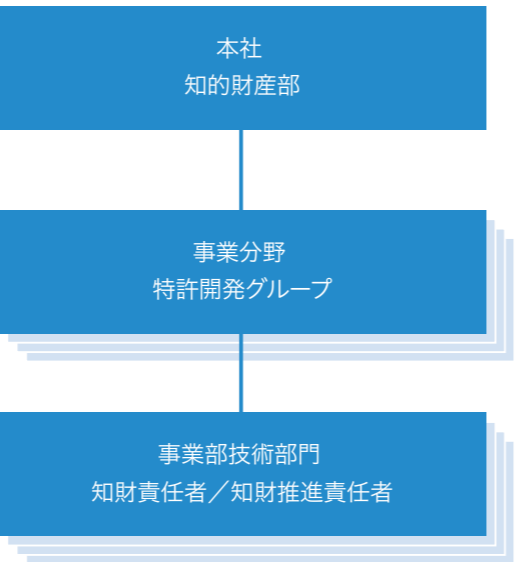 本社
知的財産部
事業分野
特許開発グループ
事業部技術部門
知財責任者／知財推進責任者